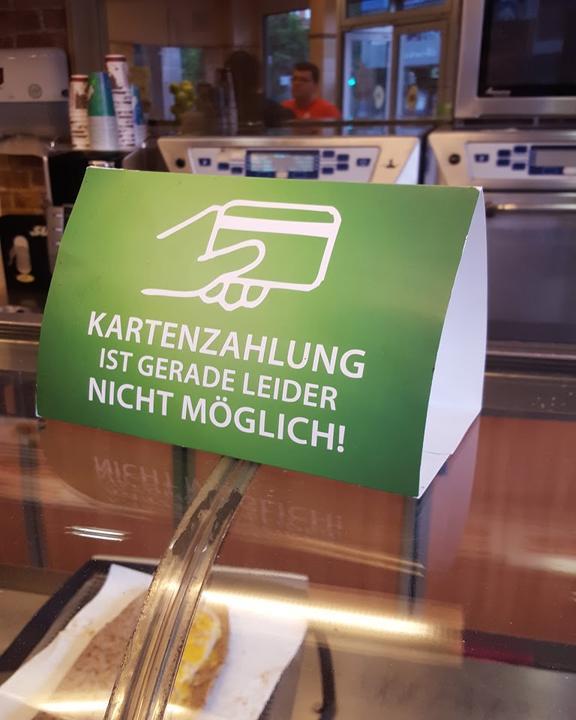 KARTENZAHLUNG
IST GERADE LEIDER
NICHT MÖGLICH!